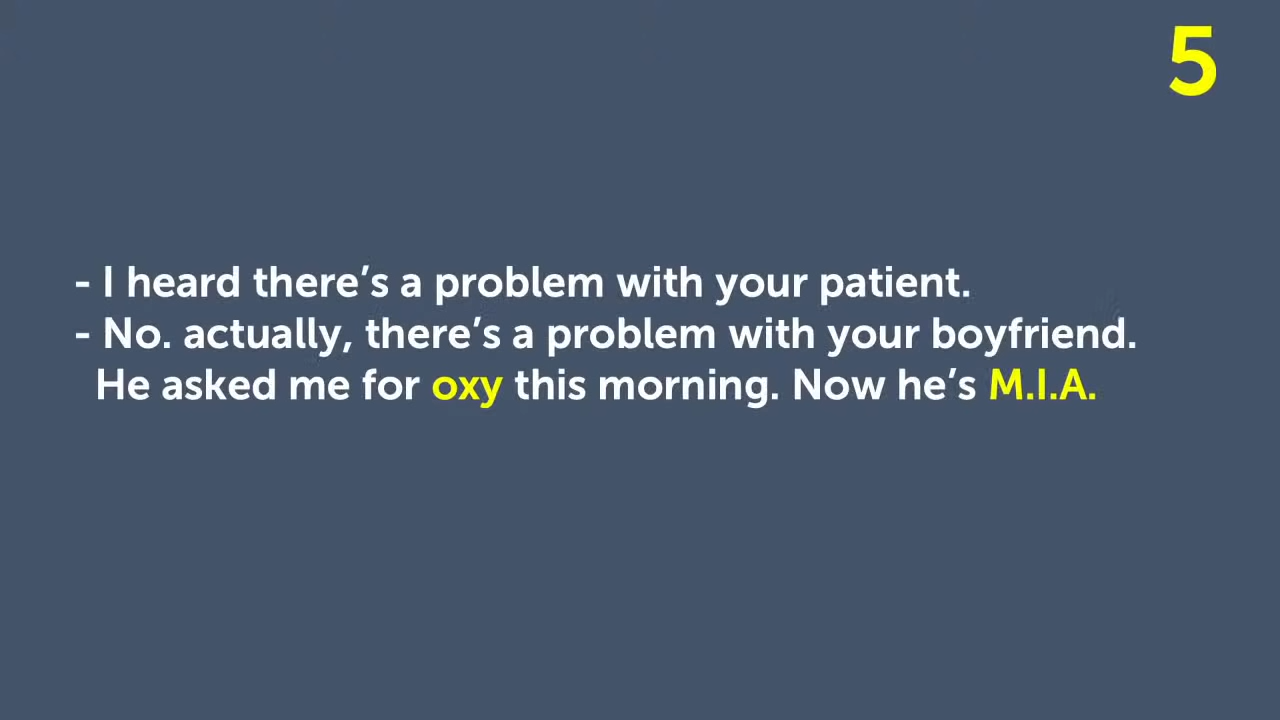 5
- I heard there's a problem with your patient.
- No. actually, there's a problem with your boyfriend.
He asked me for oxy this morning. Now he's M.I.A.